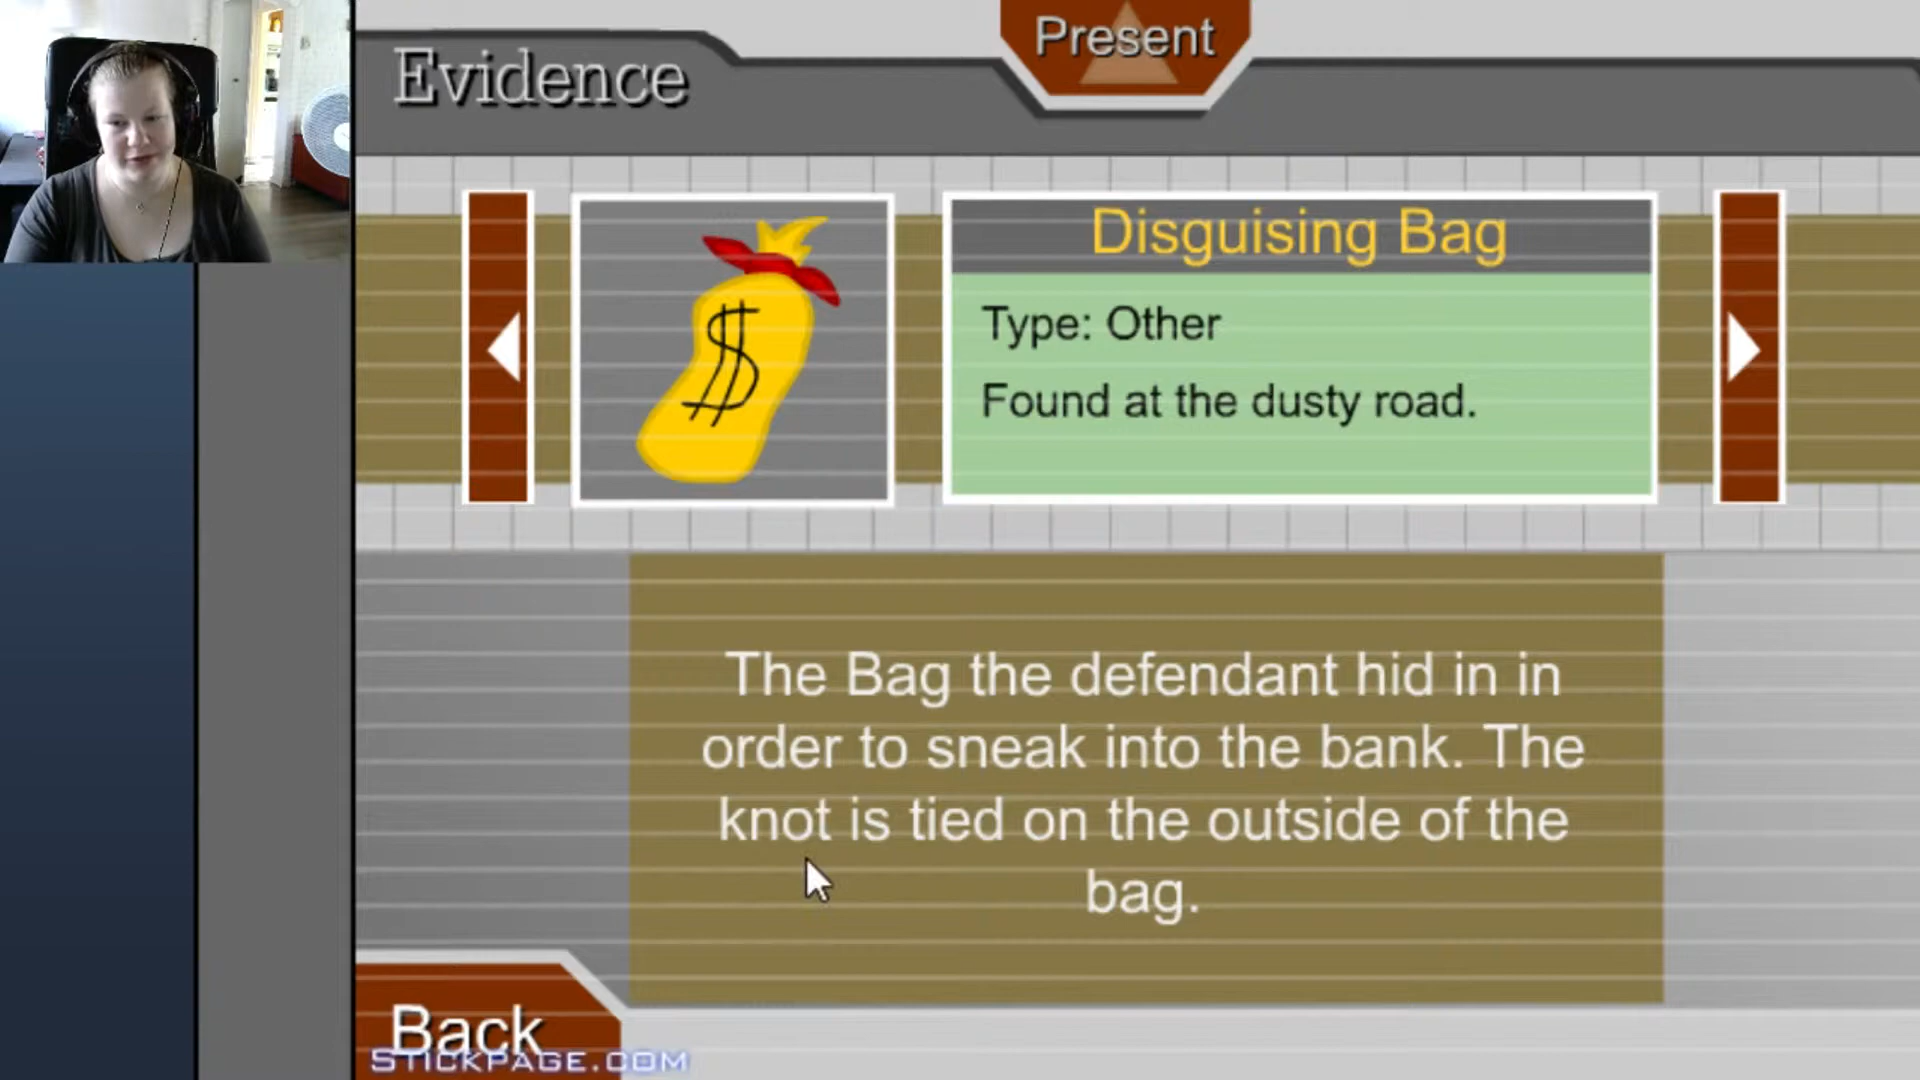 Present
Evidence
Disguising Bag
Type: Other
Found at the dusty road.
$
The Bag the defendant hid in in
order to sneak into the bank. The
knot is tied on the outside of the
bag.
Back
STICKPAGE.COM